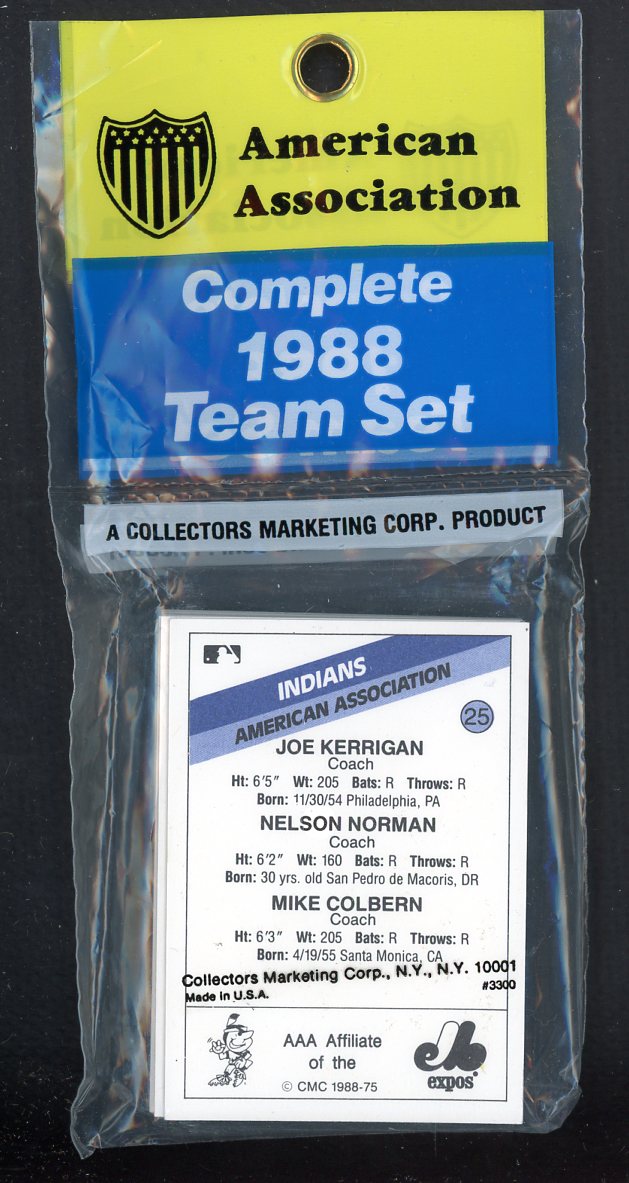 American
Association
Complete
1988
Team Set
A COLLECTORS MARKETING CORP. PRODUCT
INDIANS
AMERICAN ASSOCIATION
25
JOE KERRIGAN
Coach
Ht: 6'5" Wt: 205 Bats: R Throws: R
Born: 11/30/54 Philadelphia, PA
NELSON NORMAN
Coach
Ht: 6'2" Wt: 160 Bats: R Throws: R
Born: 30 yrs. old San Pedro de Macoris, DR
MIKE COLBERN
Coach
Ht: 6'3" Wt: 205 Bats: R Throws: R
Born: 4/19/55 Santa Monica, CA
Collectors Marketing Corp., N.Y., N.Y. 10001
Made in U.S.A. #3300
AAA Affiliate
of the
© CMC 1988-75
expos